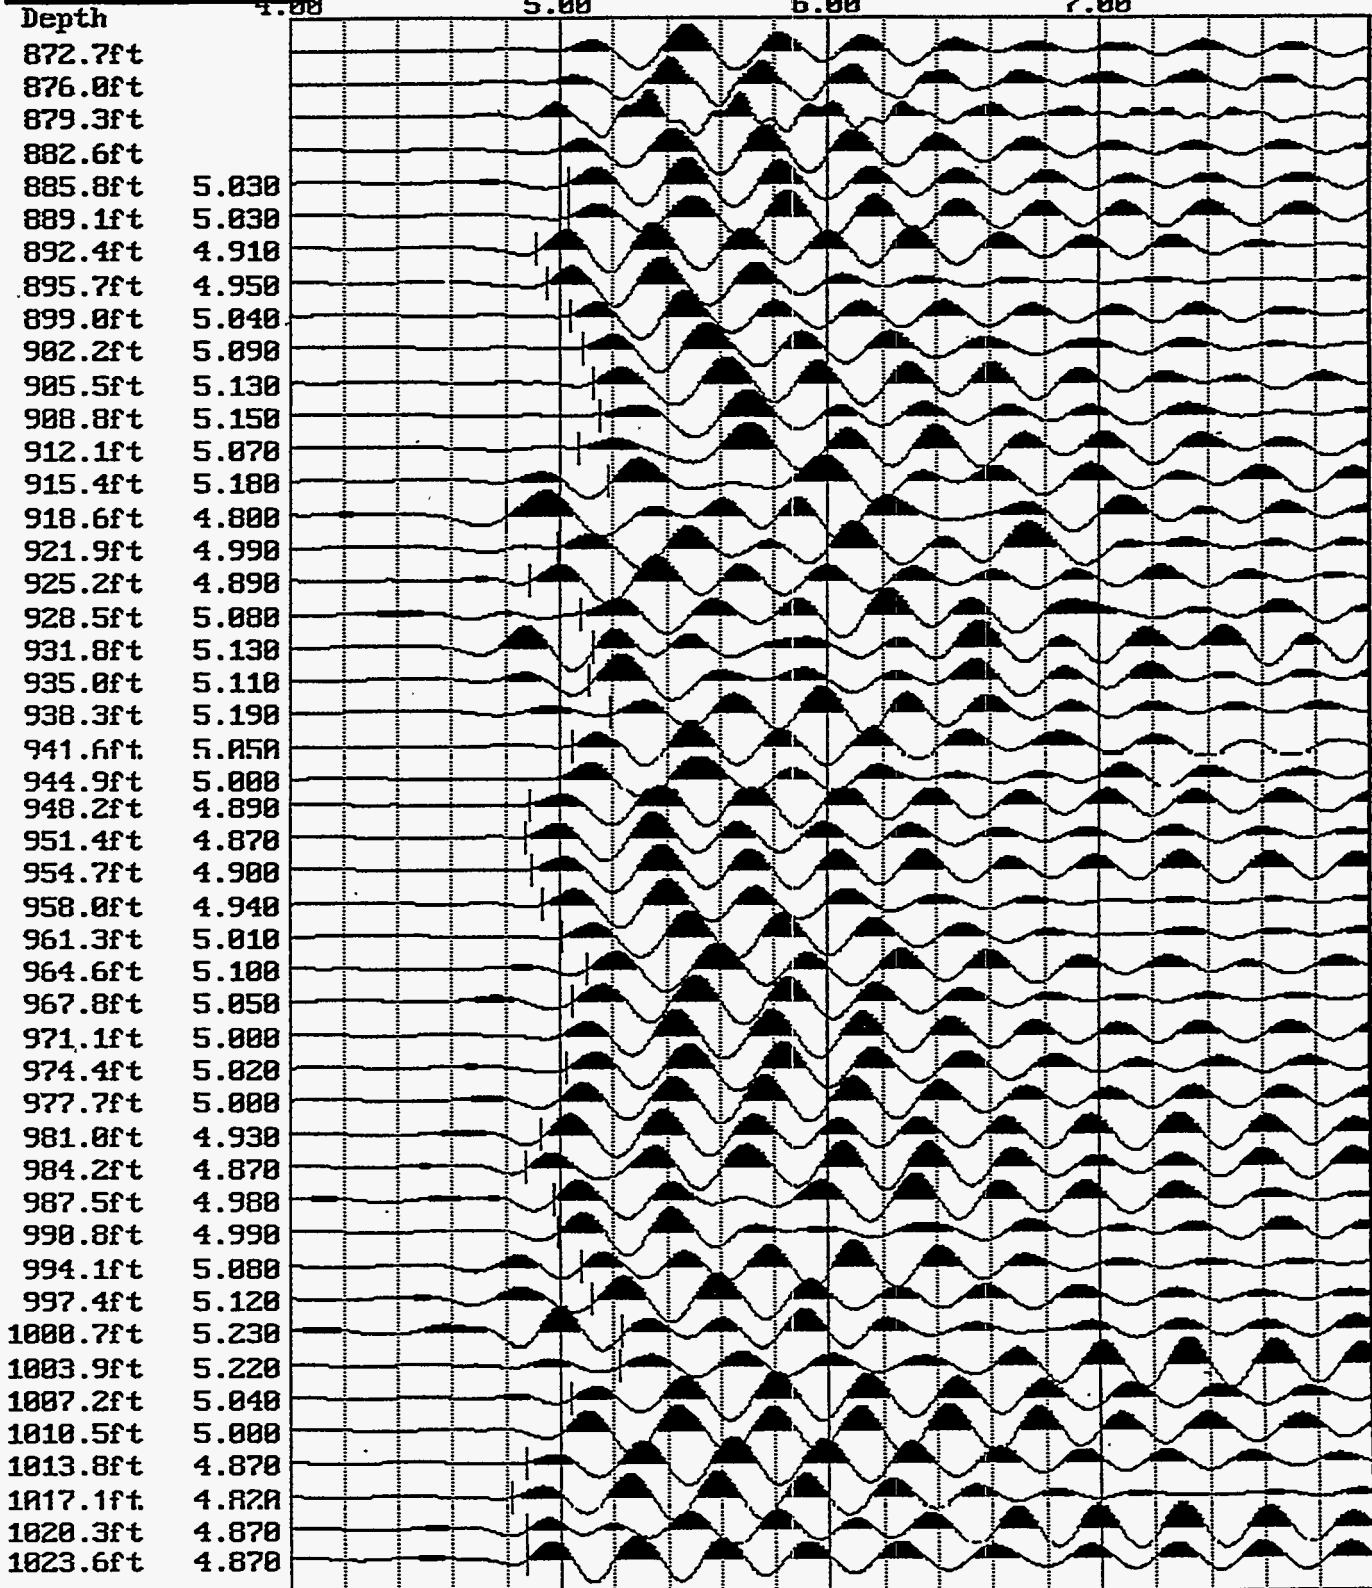 4.00 5.00 6.00 7.00
Depth
872.7ft
876.0ft
879.3ft
882.6ft
885.8ft 5.030
889.1ft 5.030
892.4ft 4.910
895.7ft 4.950
899.0ft 5.040
902.2ft 5.090
905.5ft 5.130
908.8ft 5.150
912.1ft 5.070
915.4ft 5.180
918.6ft 4.800
921.9ft 4.990
925.2ft 4.890
928.5ft 5.080
931.8ft 5.130
935.0ft 5.110
938.3ft 5.190
941.6ft 5.050
944.9ft 5.000
948.2ft 4.890
951.4ft 4.870
954.7ft 4.900
958.0ft 4.940
961.3ft 5.010
964.6ft 5.100
967.8ft 5.050
971.1ft 5.000
974.4ft 5.020
977.7ft 5.000
981.0ft 4.930
984.2ft 4.870
987.5ft 4.980
990.8ft 4.990
994.1ft 5.080
997.4ft 5.120
1000.7ft 5.230
1003.9ft 5.220
1007.2ft 5.040
1010.5ft 5.000
1013.8ft 4.870
1017.1ft 4.820
1020.3ft 4.870
1023.6ft 4.870